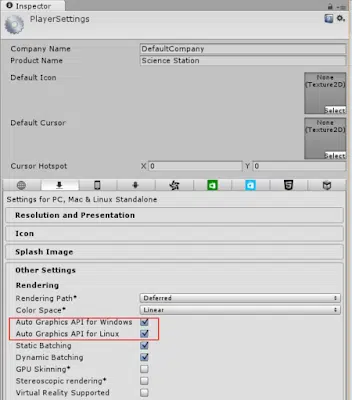 Inspector
PlayerSettings
Company Name DefaultCompany
Product Name Science Station
Default Icon None (Texture2D) Select
Default Cursor None (Texture2D) Select
Cursor Hotspot X 0 Y 0
Settings for PC, Mac & Linux Standalone
Resolution and Presentation
Icon
Splash Image
Other Settings
Rendering
Rendering Path* Deferred
Color Space* Linear
Auto Graphics API for Windows
Auto Graphics API for Linux
Static Batching
Dynamic Batching
GPU Skinning*
Stereoscopic rendering*
Virtual Reality Supported